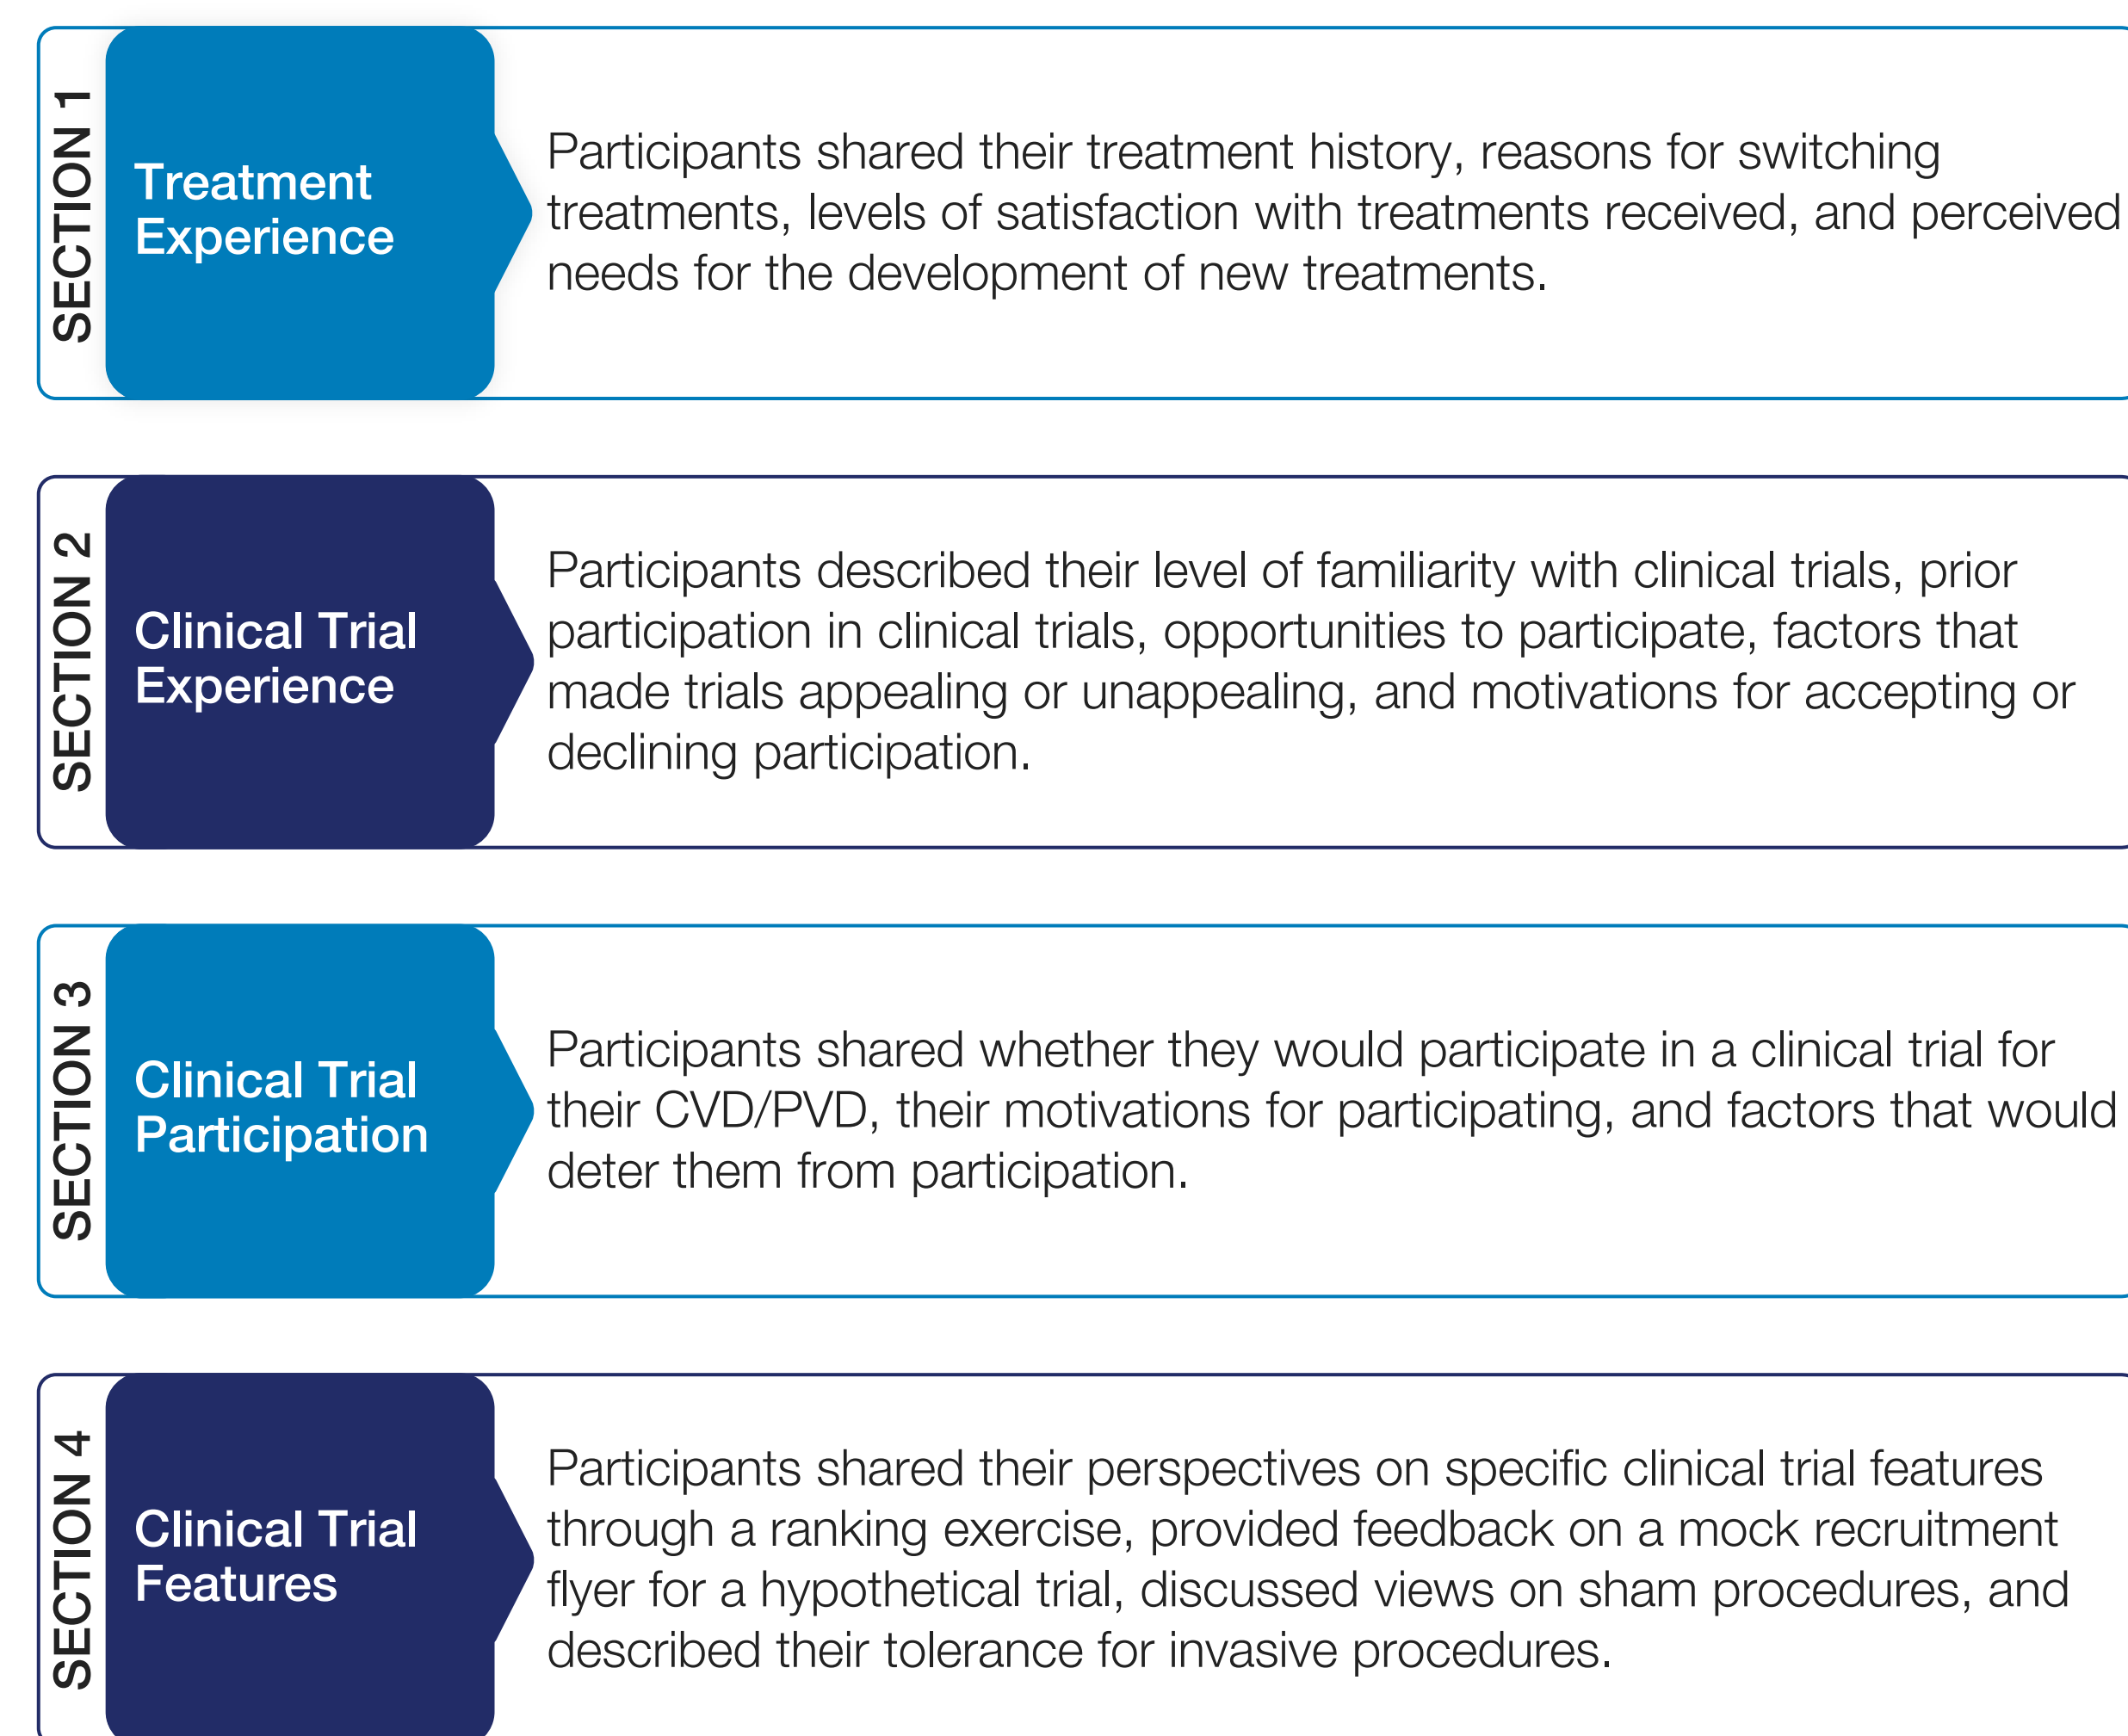 SECTION 1
Treatment
Experience
Participants shared their treatment history, reasons for switching
treatments, levels of satisfaction with treatments received, and perceived
needs for the development of new treatments.
SECTION 2
Clinical Trial
Experience
Participants described their level of familiarity with clinical trials, prior
participation in clinical trials, opportunities to participate, factors that
made trials appealing or unappealing, and motivations for accepting or
declining participation.
SECTION 3
Clinical Trial
Participation
Participants shared whether they would participate in a clinical trial for
their CVD/PVD, their motivations for participating, and factors that would
deter them from participation.
SECTION 4
Clinical Trial
Features
Participants shared their perspectives on specific clinical trial features
through a ranking exercise, provided feedback on a mock recruitment
flyer for a hypothetical trial, discussed views on sham procedures, and
described their tolerance for invasive procedures.